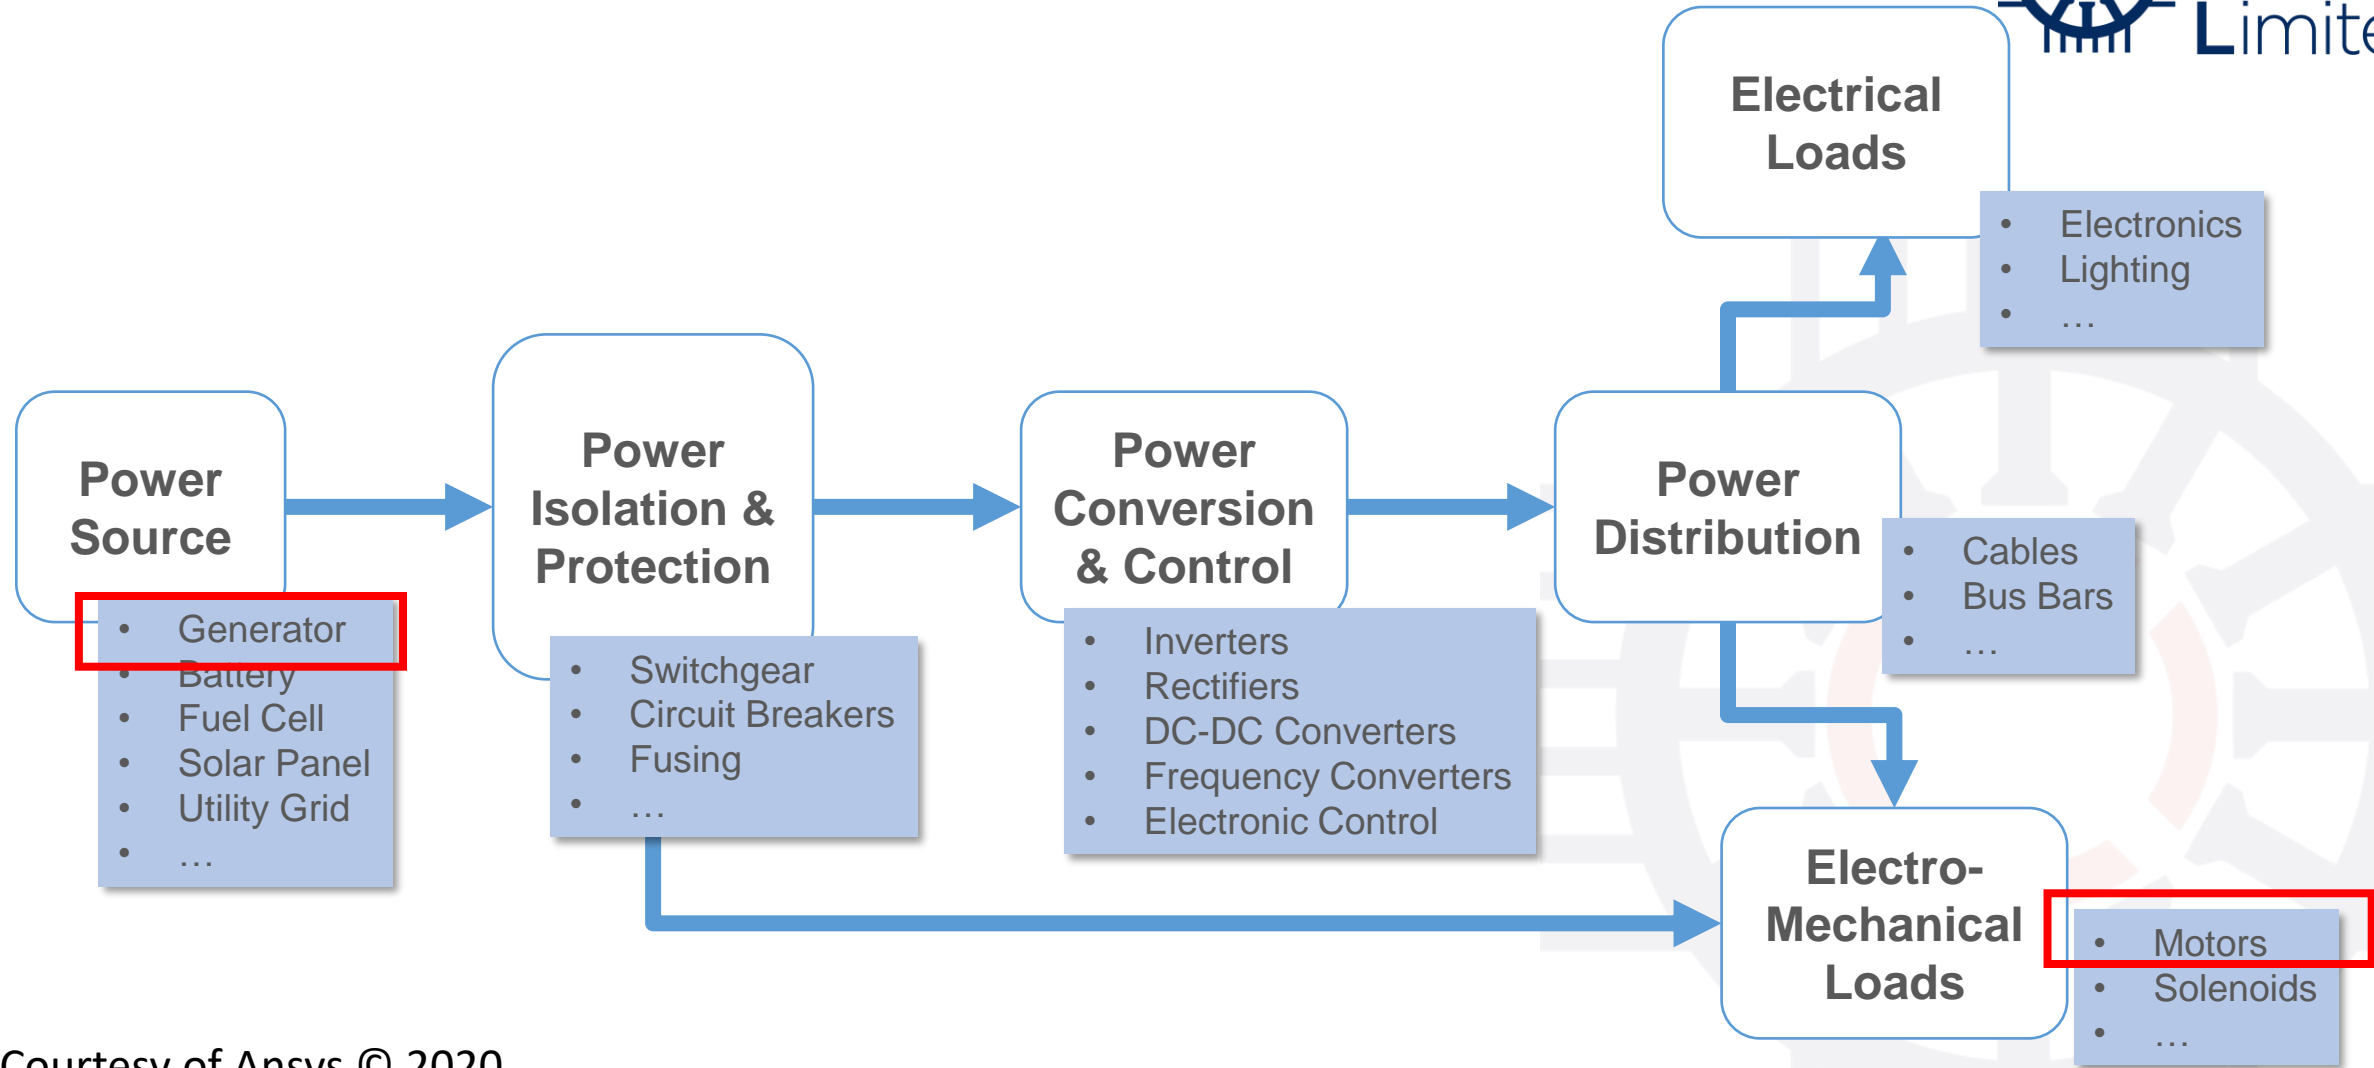 Limite
Electrical
Loads
• Electronics
• Lighting
• …
Power
Source
• Generator
• Battery
• Fuel Cell
• Solar Panel
• Utility Grid
• …
Power
Isolation &
Protection
• Switchgear
• Circuit Breakers
• Fusing
• …
Power
Conversion
& Control
• Inverters
• Rectifiers
• DC-DC Converters
• Frequency Converters
• Electronic Control
Power
Distribution
• Cables
• Bus Bars
• …
Electro-
Mechanical
Loads
• Motors
• Solenoids
• …
Courtesy of Ansys © 2020